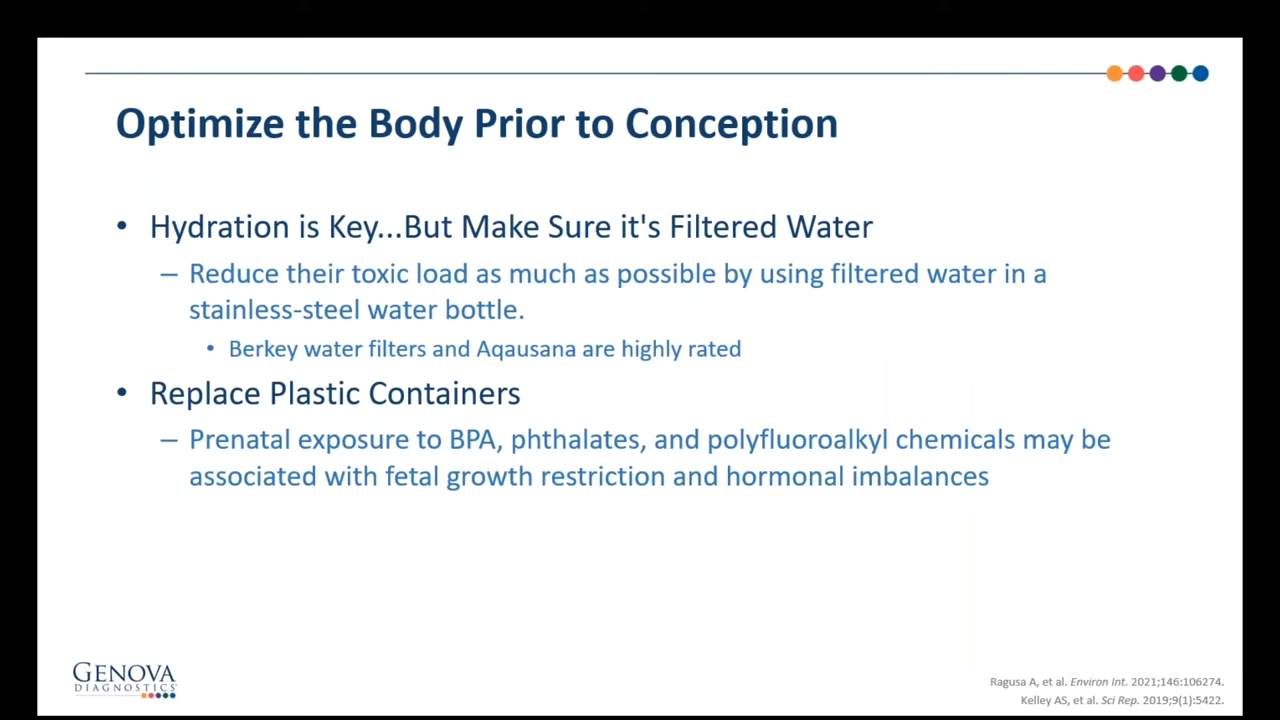 Optimize the Body Prior to Conception
• Hydration is Key...But Make Sure it's Filtered Water
– Reduce their toxic load as much as possible by using filtered water in a
stainless-steel water bottle.
• Berkey water filters and Aqausana are highly rated
• Replace Plastic Containers
– Prenatal exposure to BPA, phthalates, and polyfluoroalkyl chemicals may be
associated with fetal growth restriction and hormonal imbalances
GENOVA
DIAGNOSTICS
Ragusa A, et al. Environ Int. 2021;146:106274.
Kelley AS, et al. Sci Rep. 2019;9(1):5422.